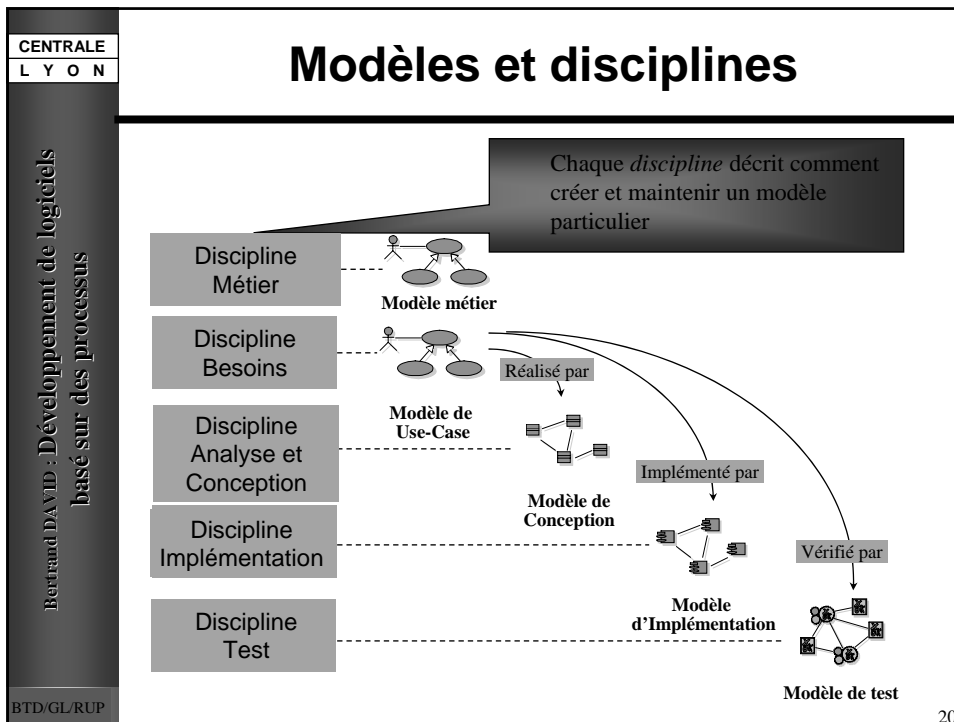 CENTRALE
L Y O N
Modèles et disciplines
Bertrand DAVID : Développement de logiciels
basé sur des processus
Chaque discipline décrit comment
créer et maintenir un modèle
particulier
Discipline
Métier
Modèle métier
Discipline
Besoins
Réalisé par
Modèle de
Use-Case
Discipline
Analyse et
Conception
Implémenté par
Modèle de
Conception
Discipline
Implémentation
Vérifié par
Modèle
d'Implémentation
Discipline
Test
Modèle de test
BTD/GL/RUP
20